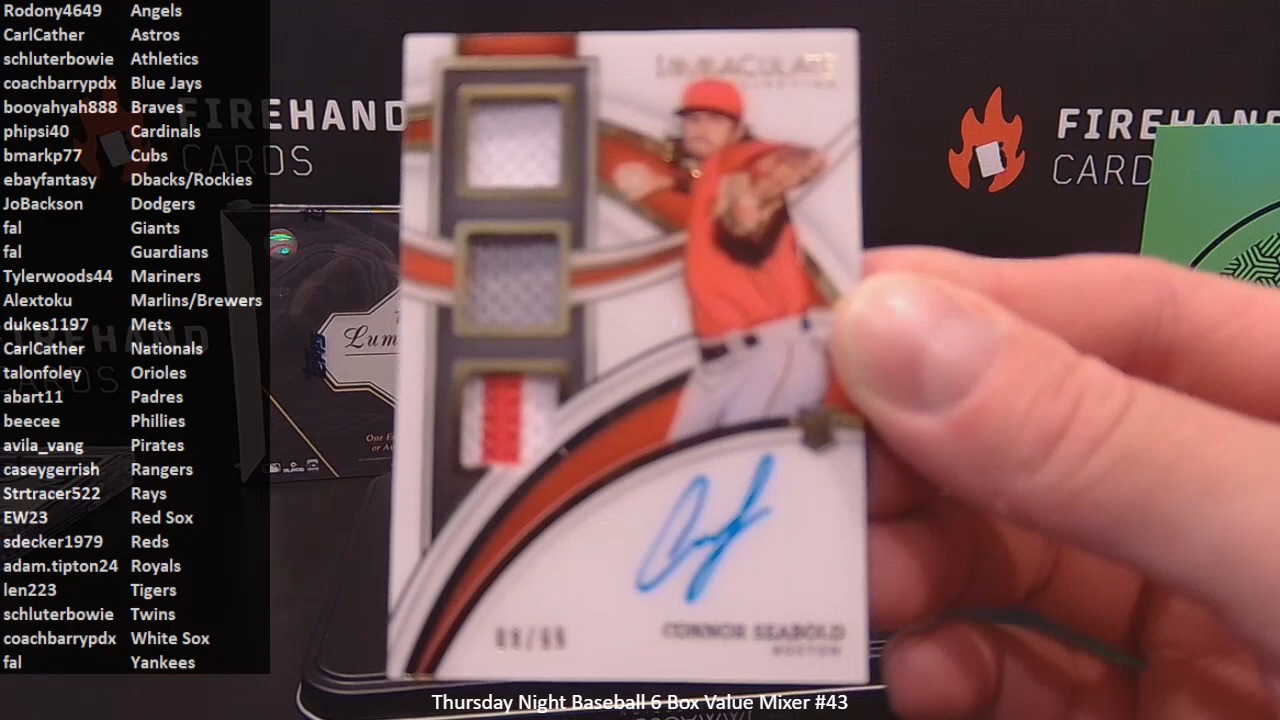 Rodony4649 Angels
CarlCather Astros
schluterbowie Athletics
coachbarrypdx Blue Jays
booyahyah888 Braves
phipsi40 Cardinals
bmarkp77 Cubs
ebayfantasy Dbacks/Rockies
JoBackson Dodgers
fal Giants
fal Guardians
Tylerwoods44 Mariners
Alextoku Marlins/Brewers
dukes1197 Mets
CarlCather Nationals
talonfoley Orioles
abart11 Padres
beecee Phillies
avila_vang Pirates
caseygerrish Rangers
Strtracer522 Rays
EW23 Red Sox
sdecker1979 Reds
adam.tipton24 Royals
len223 Tigers
schluterbowie Twins
coachbarrypdx White Sox
fal Yankees
FIREHAND
CARDS
FIREHAND
CARD
IMMACULATE
COLLECTION
Lum
One
CONNOR SEABOLD
BOSTON
Thursday Night Baseball 6 Box Value Mixer #43